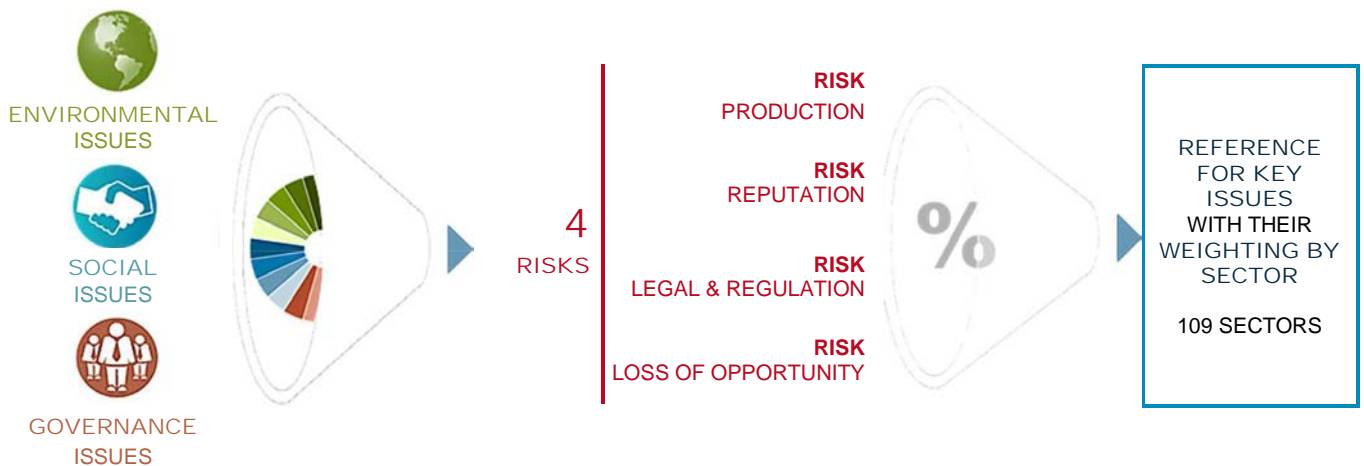 ENVIRONMENTAL
ISSUES
SOCIAL
ISSUES
GOVERNANCE
ISSUES
4
RISKS
RISK
PRODUCTION
RISK
REPUTATION
RISK
LEGAL & REGULATION
RISK
LOSS OF OPPORTUNITY
%
REFERENCE
FOR KEY
ISSUES
WITH THEIR
WEIGHTING BY
SECTOR
109 SECTORS